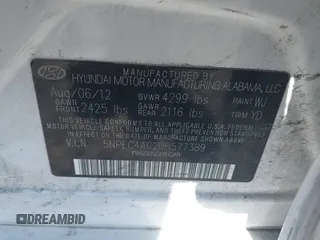 MANUFACTURED BY
HYUNDAI MOTOR MANUFACTURING ALABAMA, LLC
Aug/06/12 GVWR 4299 lbs PAINT WJ
GAWR FRONT 2425 lbs GAWR REAR 2116 lbs TRIM YD
THIS VEHICLE CONFORMS TO ALL APPLICABLE U.S. FEDERAL
MOTOR VEHICLE SAFETY, BUMPER, AND THEFT PREVENTION
STANDARDS IN EFFECT ON THE DATE OF MANUFACTURE
SHOWN ABOVE.
V.I.N. 5NPEC4AC2DH577389
PASSENGER CAR
© DREAMBID